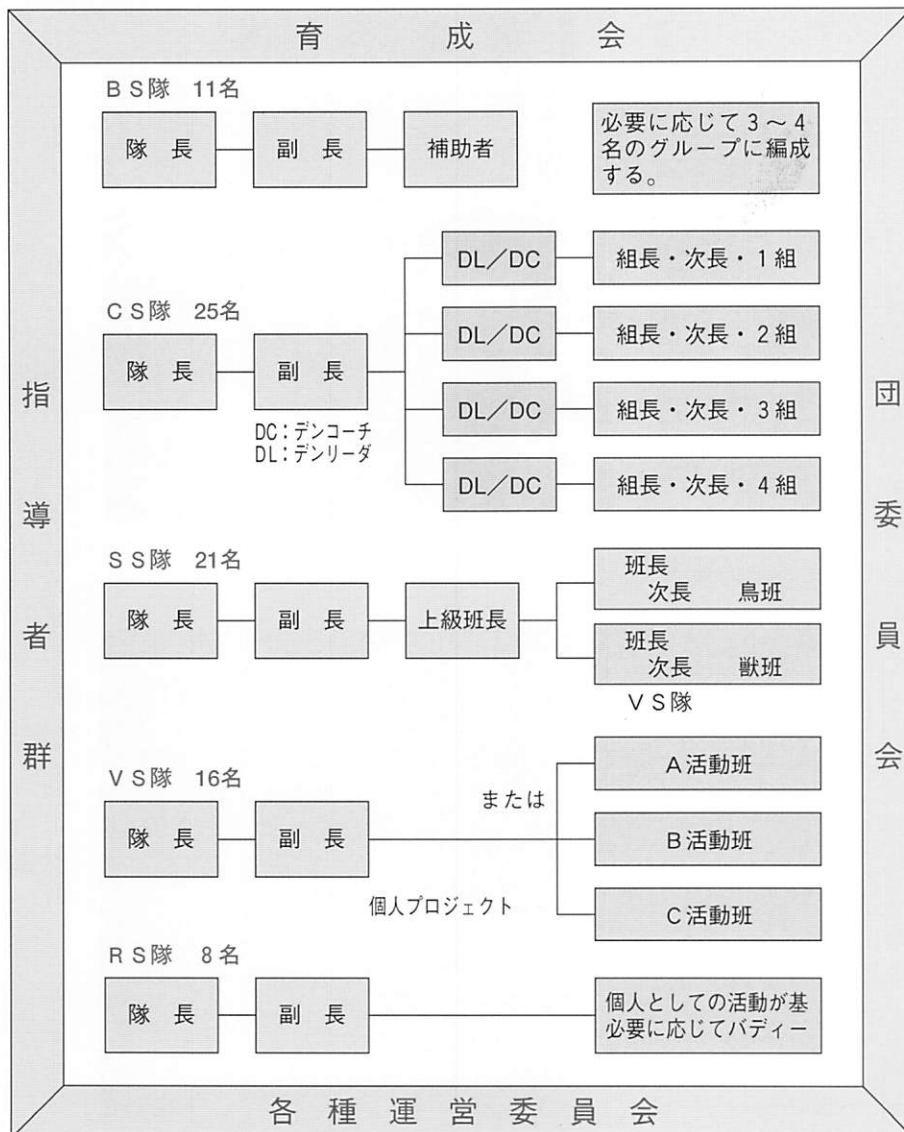 育成会
BS隊 11名
隊長
副長
補助者
必要に応じて3～4
名のグループに編成
する。
CS隊 25名
隊長
副長
DC：デンコーチ
DL：デンリーダ
DL／DC
組長・次長・1組
DL／DC
組長・次長・2組
DL／DC
組長・次長・3組
DL／DC
組長・次長・4組
SS隊 21名
隊長
副長
上級班長
班長
次長 鳥班
班長
次長 獣班
VS隊
VS隊 16名
隊長
副長
または
個人プロジェクト
A活動班
B活動班
C活動班
RS隊 8名
隊長
副長
個人としての活動が基
必要に応じてバディー
指導者群
団委員会
各種運営委員会